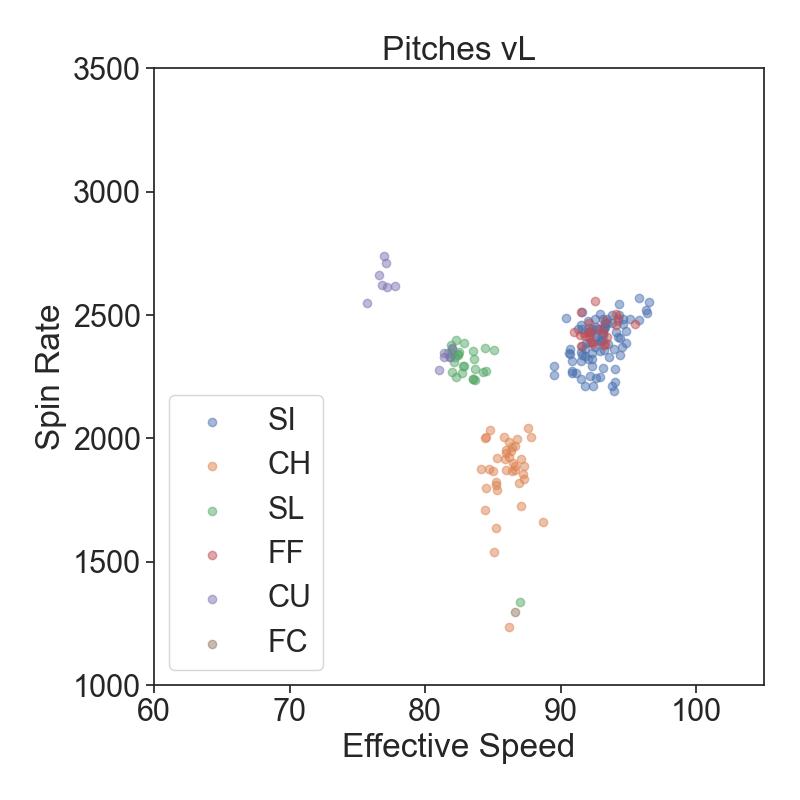 Pitches vL
3500
3000
2500
2000
1500
1000
Spin Rate
SI
CH
SL
FF
CU
FC
60 70 80 90 100
Effective Speed